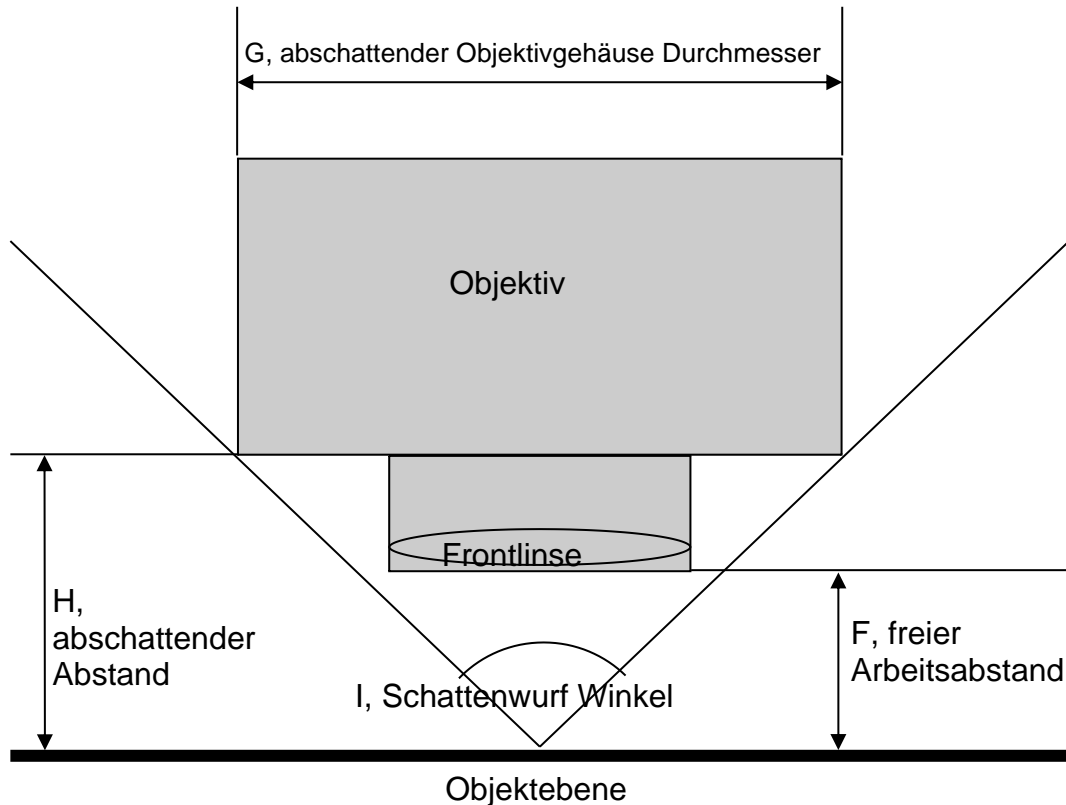 G, abschattender Objektivgehäuse Durchmesser
Objektiv
Frontlinse
H,
abschattender
Abstand
F, freier
Arbeitsabstand
I, Schattenwurf Winkel
Objektebene